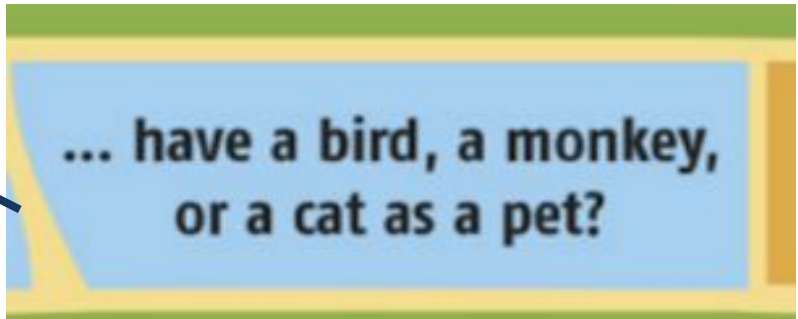 ... have a bird, a monkey,
or a cat as a pet?